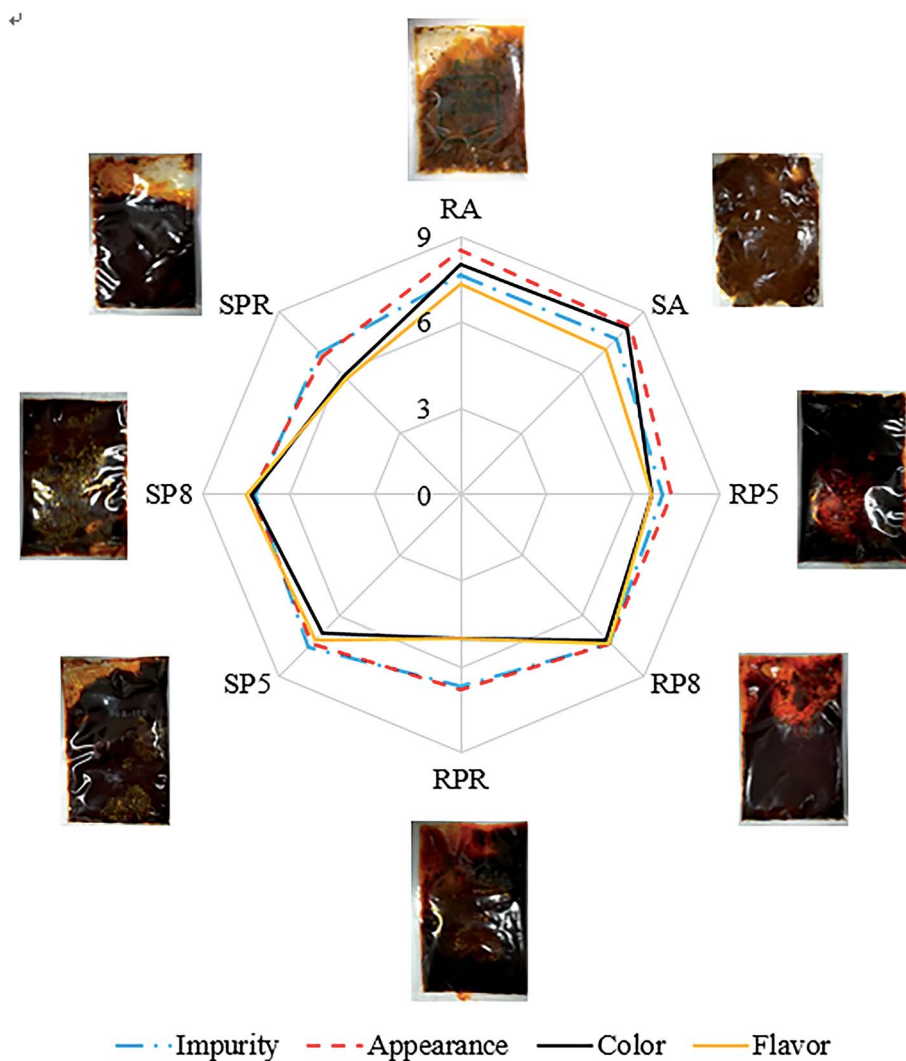 ↵
RA
9
SPR
SA
6
3
SP8
0
RP5
SP5
RP8
RPR
Impurity Appearance Color Flavor